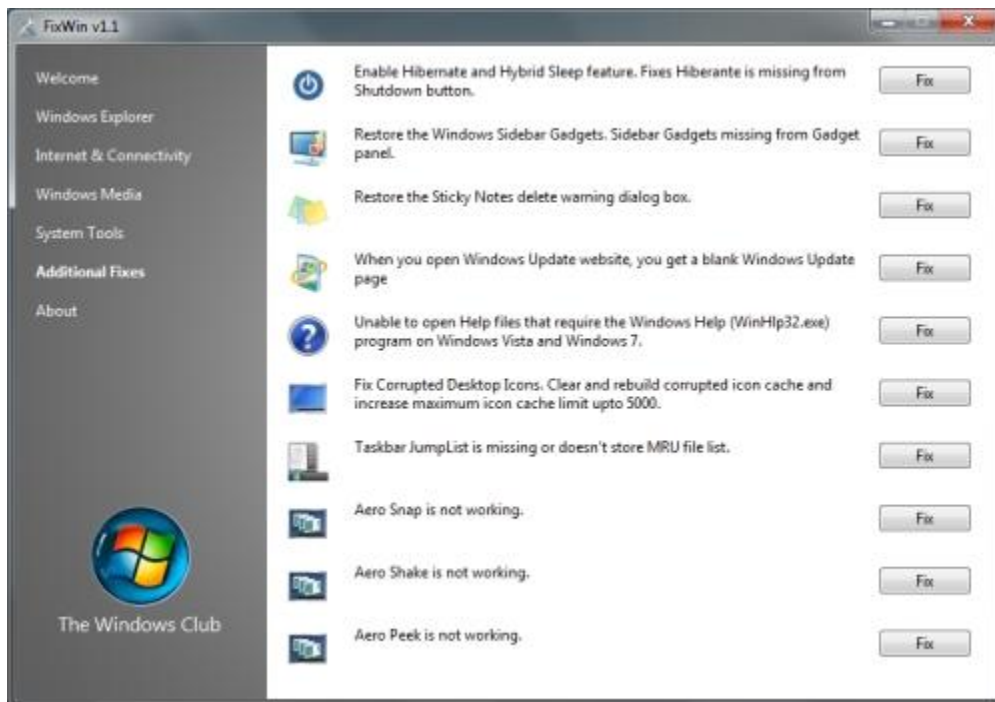 FixWin v1.1
Welcome
Windows Explorer
Internet & Connectivity
Windows Media
System Tools
Additional Fixes
About
The Windows Club
Enable Hibernate and Hybrid Sleep feature. Fixes Hiberante is missing from
Shutdown button.
Fix
Restore the Windows Sidebar Gadgets. Sidebar Gadgets missing from Gadget
panel.
Fix
Restore the Sticky Notes delete warning dialog box.
Fix
When you open Windows Update website, you get a blank Windows Update
page
Fix
Unable to open Help files that require the Windows Help (WinHlp32.exe)
program on Windows Vista and Windows 7.
Fix
Fix Corrupted Desktop Icons. Clear and rebuild corrupted icon cache and
increase maximum icon cache limit upto 5000.
Fix
Taskbar JumpList is missing or doesn't store MRU file list.
Fix
Aero Snap is not working.
Fix
Aero Shake is not working.
Fix
Aero Peek is not working.
Fix